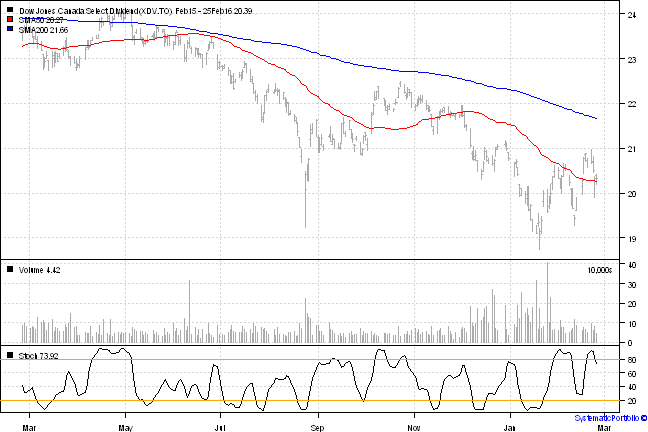 Dow Jones Canada Select Dividend(XDV.TO) Feb15 - 25Feb16 20.39
SMA50 20.27
SMA200 21.66
24
23
22
21
20
19
Volume 4.42
10,000s
40
30
20
10
0
Stoch 73.92
80
60
40
20
Mar May Jul Sep Nov Jan Mar
SystematicPortfolio ©